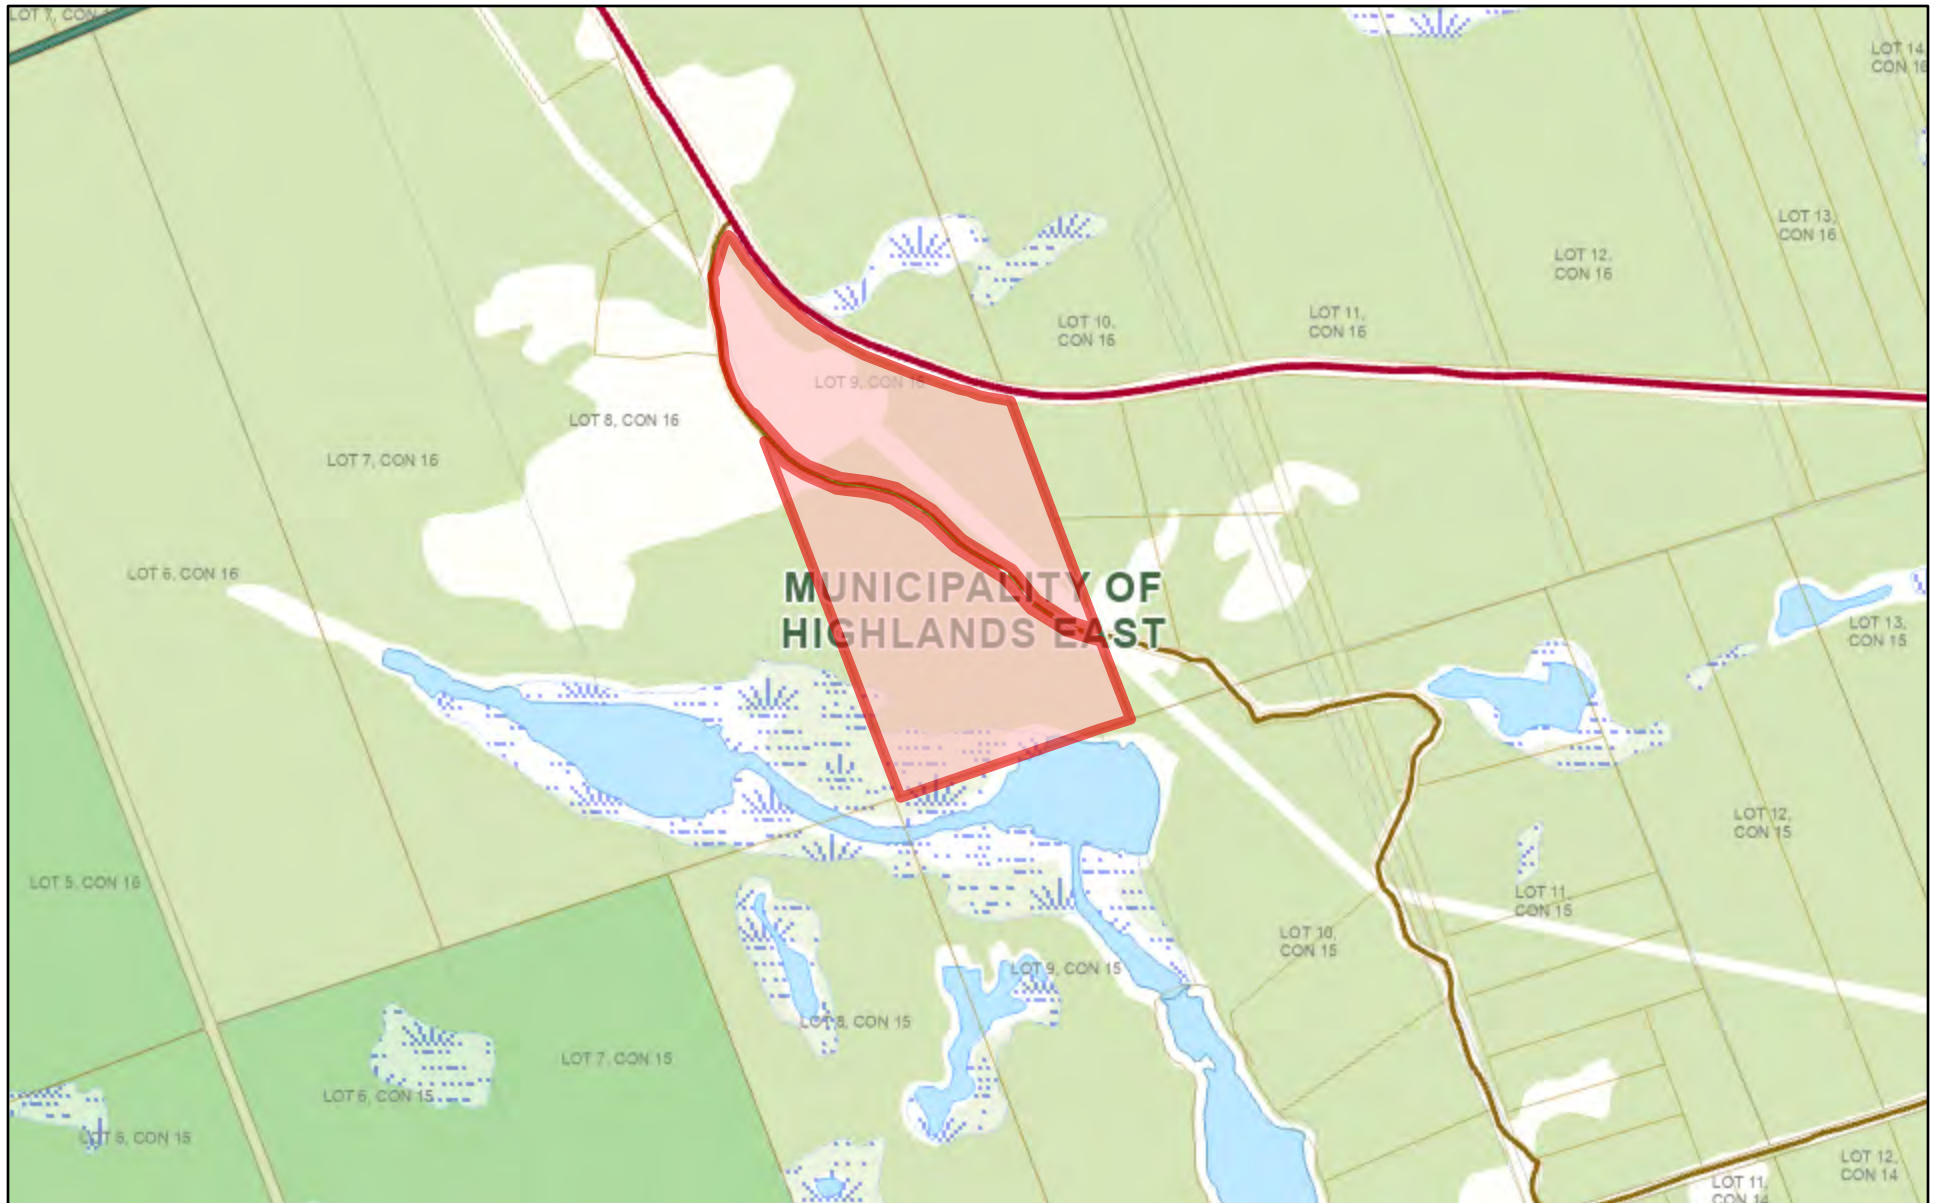 LOT 7, CON
LOT 14,
CON 16
LOT 13,
CON 16
LOT 12,
CON 16
LOT 11,
CON 16
LOT 10,
CON 16
LOT 9, CON 16
LOT 8, CON 16
LOT 7, CON 16
LOT 6, CON 16
MUNICIPALITY OF
HIGHLANDS EAST
LOT 13,
CON 15
LOT 12,
CON 15
LOT 5, CON 16
LOT 11,
CON 15
LOT 10,
CON 15
LOT 9, CON 15
LOT 8, CON 15
LOT 7, CON 15
LOT 6, CON 15
LOT 5, CON 15
LOT 12,
CON 14
LOT 11,
CON 14